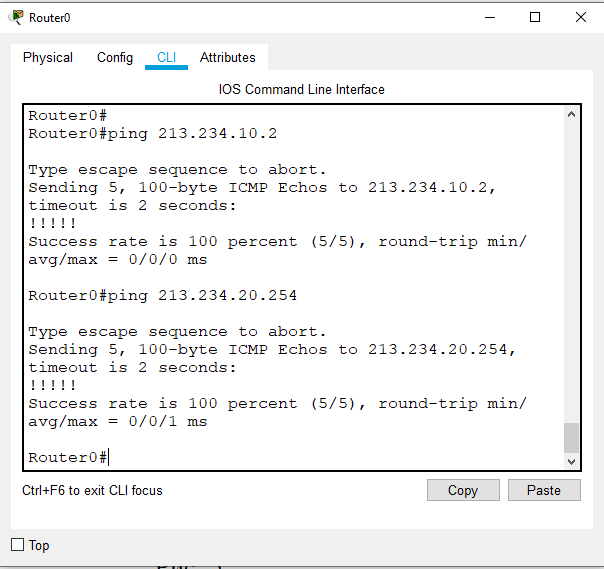 Router0
Physical Config CLI Attributes
IOS Command Line Interface
Router0#
Router0#ping 213.234.10.2
Type escape sequence to abort.
Sending 5, 100-byte ICMP Echos to 213.234.10.2,
timeout is 2 seconds:
!!!!!
Success rate is 100 percent (5/5), round-trip min/
avg/max = 0/0/0 ms
Router0#ping 213.234.20.254
Type escape sequence to abort.
Sending 5, 100-byte ICMP Echos to 213.234.20.254,
timeout is 2 seconds:
!!!!!
Success rate is 100 percent (5/5), round-trip min/
avg/max = 0/0/1 ms
Router0#
Ctrl+F6 to exit CLI focus
Copy Paste
Top